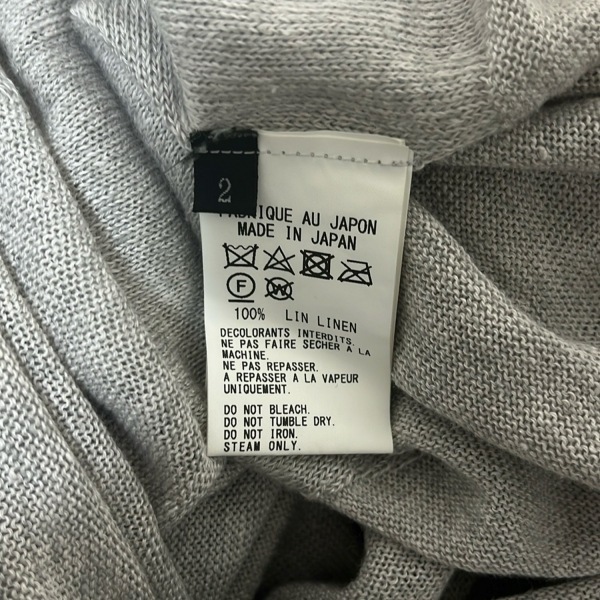 2
FABRIQUE AU JAPON
MADE IN JAPAN
F W
100% LIN LINEN
DECOLORANTS INTERDITS.
NE PAS FAIRE SECHER A LA
MACHINE.
NE PAS REPASSER.
A REPASSER A LA VAPEUR
UNIQUEMENT.
DO NOT BLEACH.
DO NOT TUMBLE DRY.
DO NOT IRON.
STEAM ONLY.